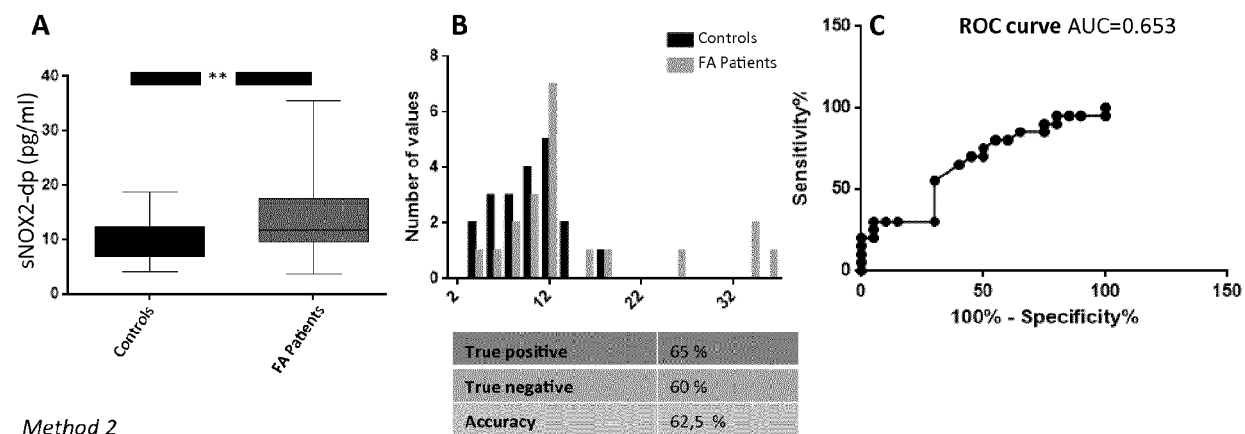 A
sNOX2-dp (pg/ml)
40
30
20
10
0
**
Controls
FA Patients
B
Controls
FA Patients
Number of values
8
6
4
2
0
2
12
22
32
True positive 65 %
True negative 60 %
Accuracy 62,5 %
C
ROC curve AUC=0.653
Sensitivity%
150
100
50
0
0
50
100
150
100% - Specificity%
Method 2